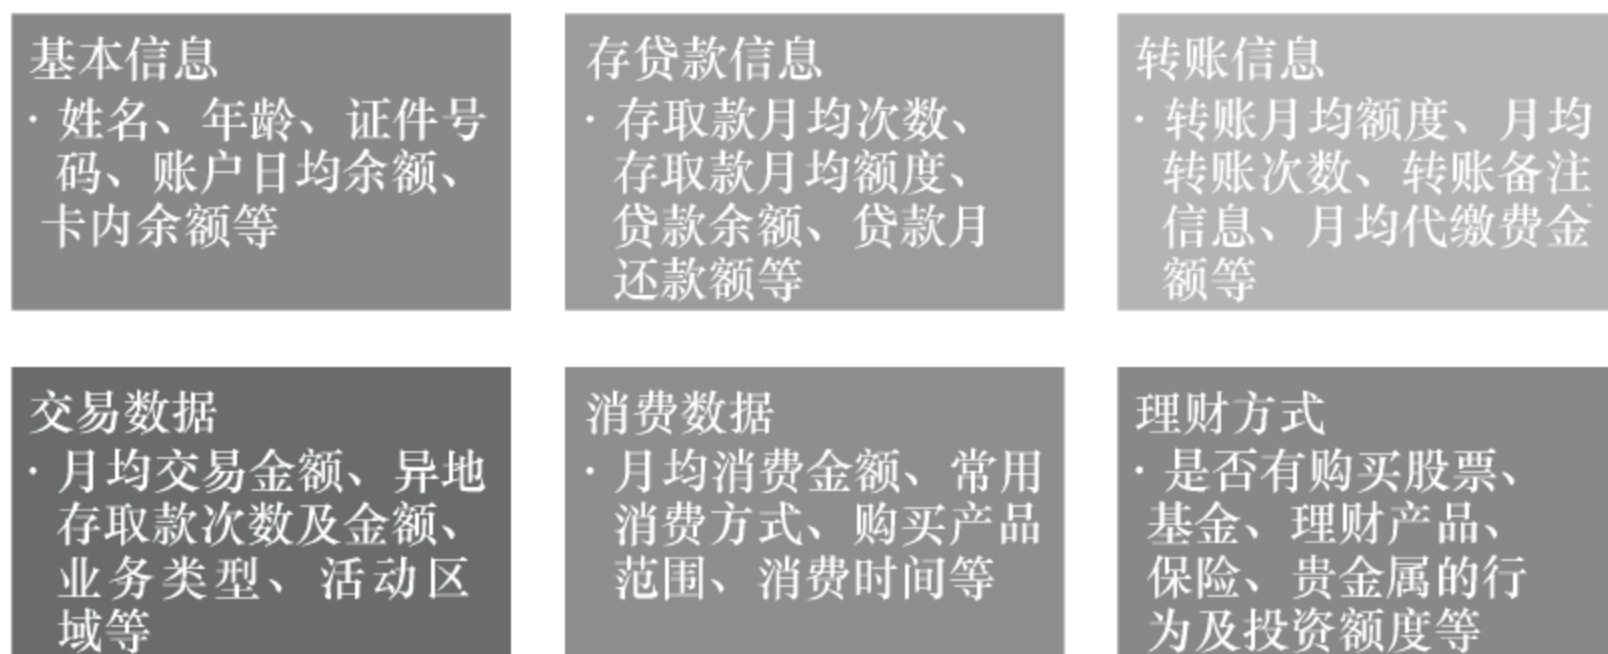 基本信息
· 姓名、年龄、证件号
码、账户日均余额、
卡内余额等
存贷款信息
· 存取款月均次数、
存取款月均额度、
贷款余额、贷款月
还款额等
转账信息
· 转账月均额度、月均
转账次数、转账备注
信息、月均代缴费金
额等
交易数据
· 月均交易金额、异地
存取款次数及金额、
业务类型、活动区
域等
消费数据
· 月均消费金额、常用
消费方式、购买产品
范围、消费时间等
理财方式
· 是否有购买股票、
基金、理财产品、
保险、贵金属的行
为及投资额度等